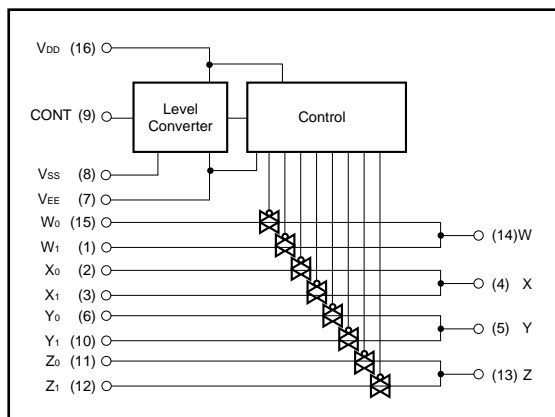 VDD (16)
Level Converter
Control
CONT (9)
VSS (8)
VEE (7)
W0 (15)
W1 (1)
(14)W
X0 (2)
(4) X
X1 (3)
Y0 (6)
(5) Y
Y1 (10)
Z0 (11)
(13) Z
Z1 (12)